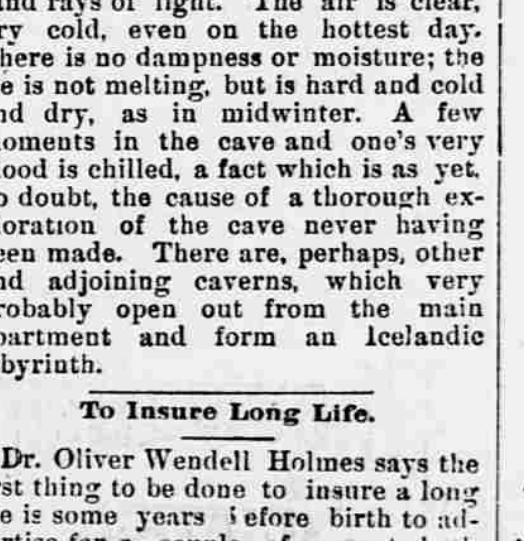 and rays of light. The air is clear,
ry cold, even on the hottest day.
here is no dampness or moisture; the
e is not melting, but is hard and cold
nd dry, as in midwinter. A few
oments in the cave and one's very
lood is chilled, a fact which is as yet,
o doubt, the cause of a thorough ex-
loration of the cave never having
een made. There are, perhaps, other
nd adjoining caverns, which very
robably open out from the main
partment and form an Icelandic
byrinth.
To Insure Long Life.
Dr. Oliver Wendell Holmes says the
rst thing to be done to insure a long
e is some years before birth to ad-